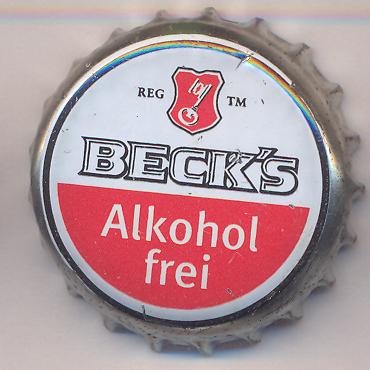 REG TM
BECK'S
Alkohol
frei